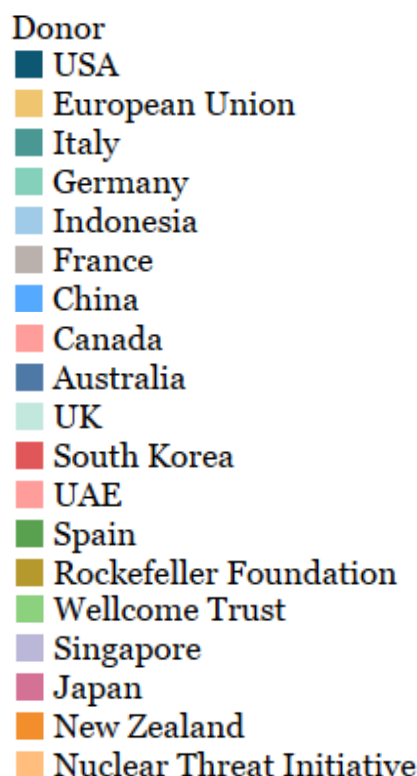 Donor
USA
European Union
Italy
Germany
Indonesia
France
China
Canada
Australia
UK
South Korea
UAE
Spain
Rockefeller Foundation
Wellcome Trust
Singapore
Japan
New Zealand
Nuclear Threat Initiative